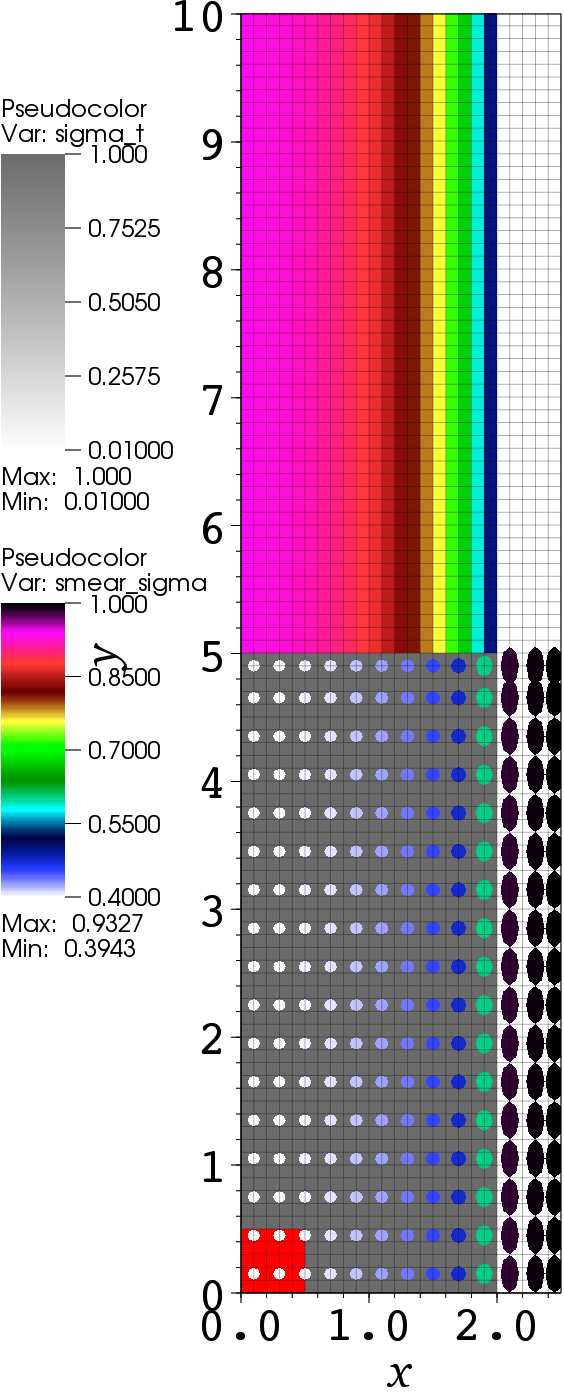 Pseudocolor
Var: sigma_t
1.000
0.7525
0.5050
0.2575
0.01000
Max: 1.000
Min: 0.01000
Pseudocolor
Var: smear_sigma
1.000
0.8500
0.7000
0.5500
0.4000
Max: 0.9327
Min: 0.3943
y
10
9
8
7
6
5
4
3
2
1
0
0.0 1.0 2.0
x